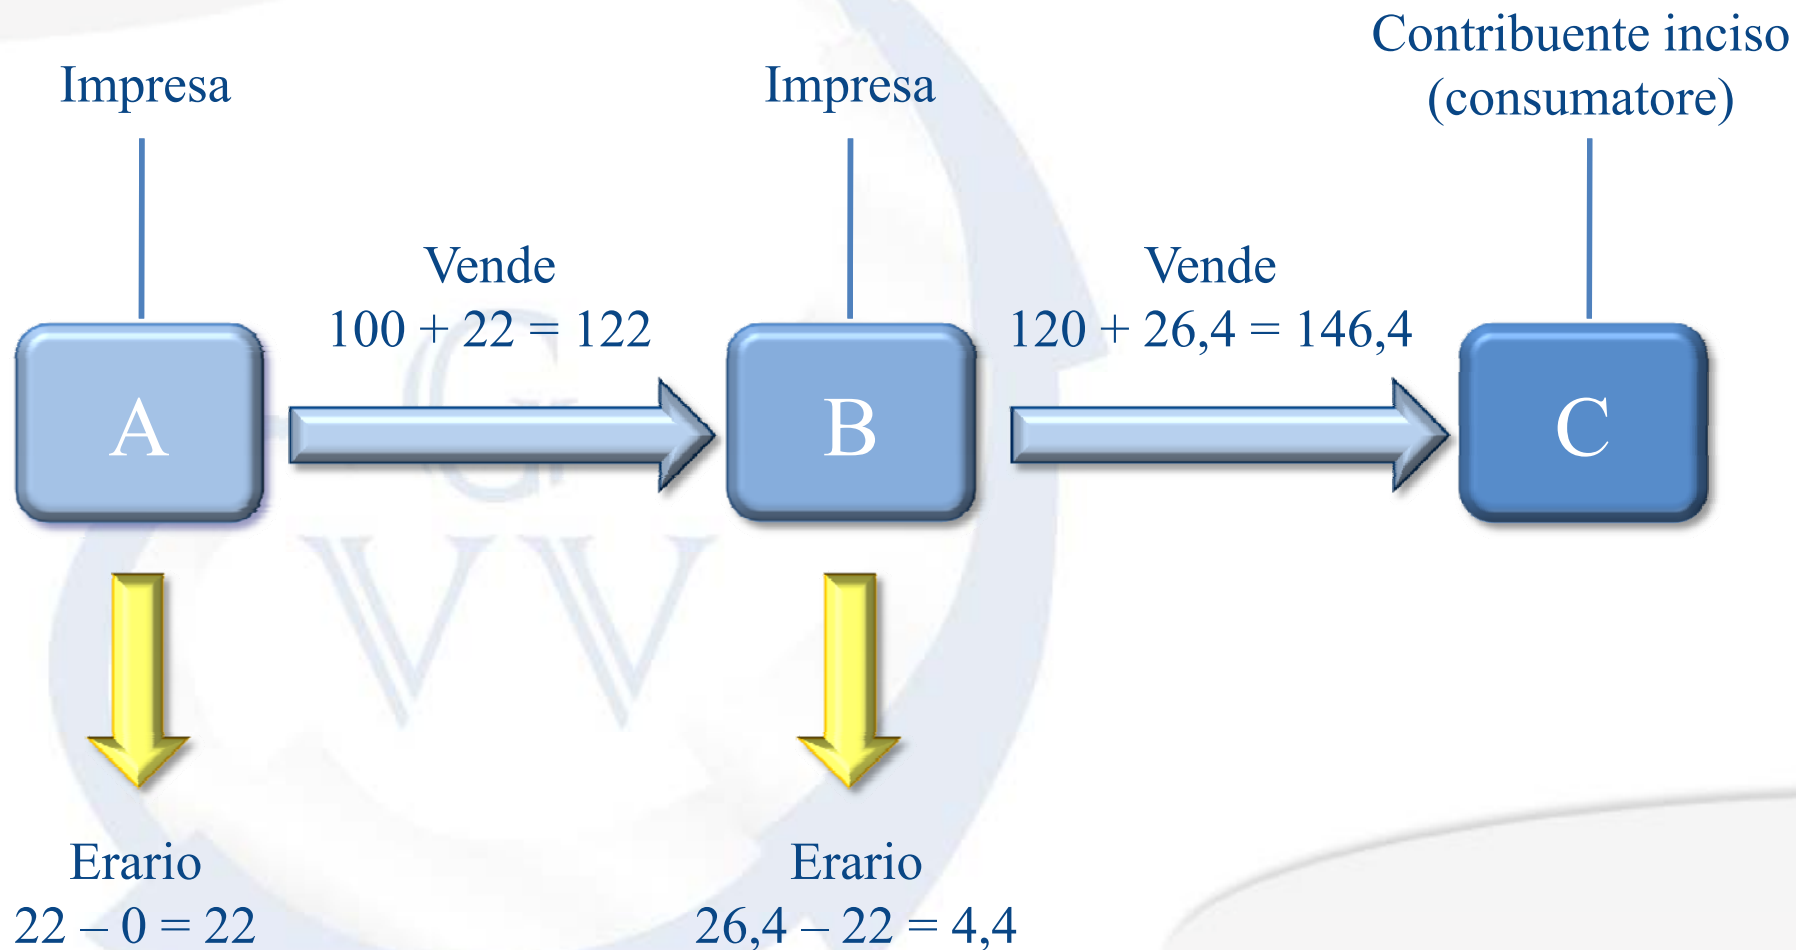 Impresa
Impresa
Contribuente inciso
(consumatore)
Vende
100 + 22 = 122
Vende
120 + 26,4 = 146,4
A
B
C
Erario
22 – 0 = 22
Erario
26,4 – 22 = 4,4